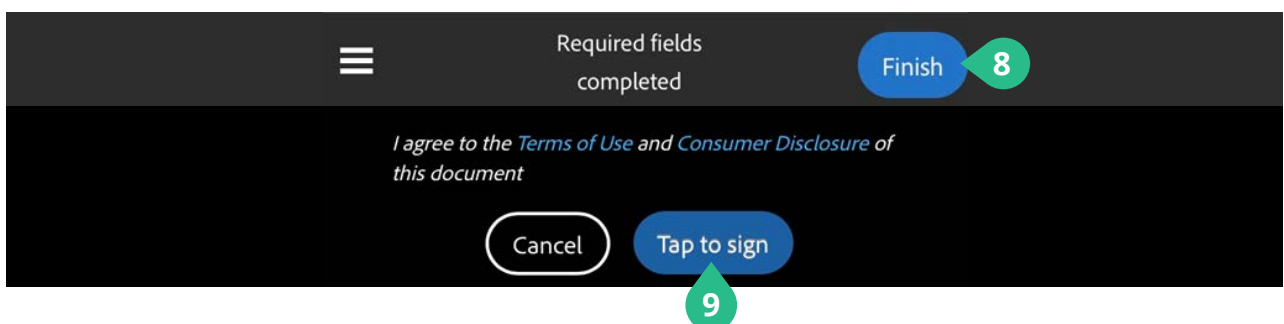 Required fields
completed
Finish
8
I agree to the Terms of Use and Consumer Disclosure of
this document
Cancel
Tap to sign
9